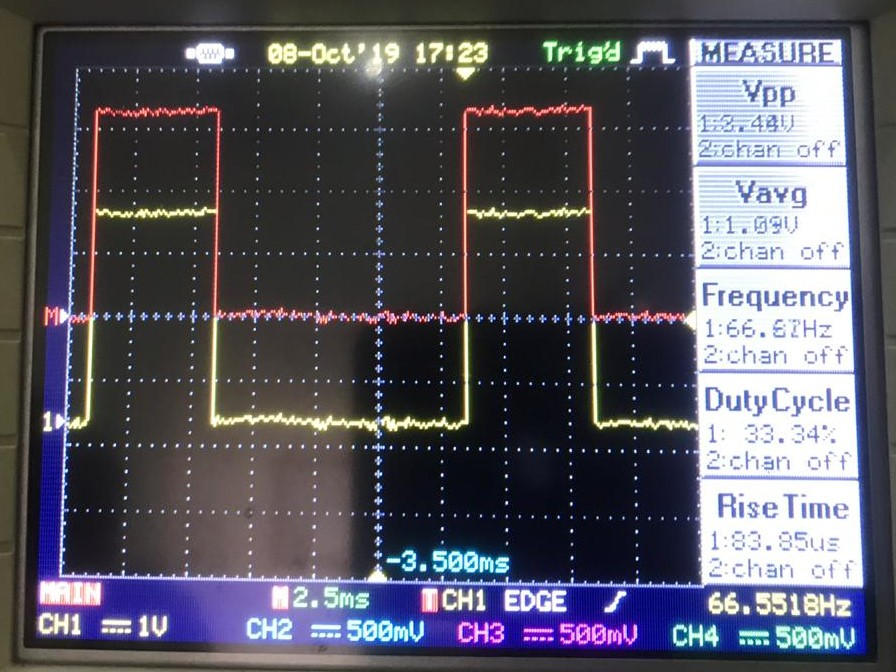 08-Oct'19 17:23 Trig'd MEASURE
Vpp
1:3.40V
2:chan off
Vavg
1:1.09V
2:chan off
Frequency
1:66.67Hz
2:chan off
DutyCycle
1: 33.34%
2:chan off
Rise Time
1:83.85us
2:chan off
M
1
-3.500ms
MAIN M 2.5ms T CH1 EDGE 66.5518Hz
CH1 1V CH2 500mV CH3 500mV CH4 500mV